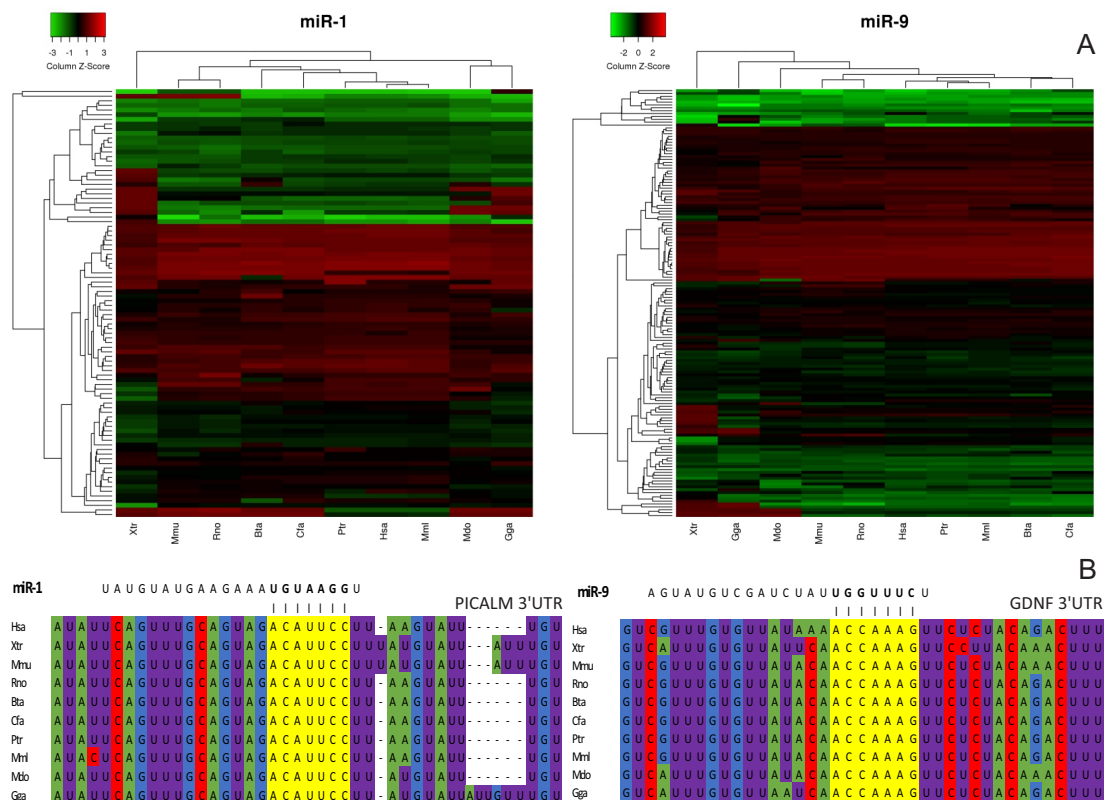 miR-1
-3 -1 1 3
Column Z-Score
Xtr Mmu Rno Bta Cfa Ptr Hsa Mml Mdo Gga
miR-9
A
-2 0 2
Column Z-Score
Xtr Gga Mdo Mmu Rno Hsa Ptr Mml Bta Cfa
B
miR-1 U A U G U A U G A A G A A A U G U A A G G U
PICALM 3'UTR
Hsa A U A U U C A G U U U G C A G U A G A C A U U C C U U - A A G U A U U - - - - - - U G U
Xtr A U A U U C A G U U U G C A G U A G A C A U U C C U U U A A G U A U U - - - A U U U G U
Mmu A U A U U C A G U U U G C A G U A G A C A U U C C U U U A U G U A U U - - - A U U U G U
Rno A U A U U C A G U U U G C A G U A G A C A U U C C U U - A A G U A U U - - - - - - U G U
Bta A U A U U C A G U U U G C A G U A G A C A U U C C U U - A A G U A U U - - - - - - U G U
Cfa A U A U U C A G U U U G C A G U A G A C A U U C C U U - A A G U A U U - - - - - - U G U
Ptr A U A U U C A G U U U G C A G U A G A C A U U C C U U - A A G U A U U - - - - - - U G U
Mml A U A C U C A G U U U G C A G U A G A C A U U C C U U - A A G U A U U - - - - - - U G U
Mdo A U A U U C A G U U U G C A G U A G A C A U U C C U U - A U G U A U U - - - - - - U G U
Gga A U A U U C A G U U U G C A G U A G A C A U U C C U U - A U G U A U U A U U G U U U G U
miR-9 A G U A U G U C G A U C U A U U G G U U U C U
GDNF 3'UTR
Hsa G U C G U U U G U G U U A U A A A A C C A A A G U U C U C U A C A G A C U U U
Xtr G U C A U U U G U G U U A U U C A A C C A A A G U U C C U U A C A A A C U U U
Mmu G U C G U U U G U G U U A U A C A A C C A A A G U U C U C U A C A A A C U U U
Rno G U C G U U U G U G U U A U A C A A C C A A A G U U C U C U A C A G A C U U U
Bta G U C G U U U G U G U U A U A C A A C C A A A G U U C U C U A C A G A C U U U
Cfa G U C G U U U G U G U U A U A C A A C C A A A G U U C U C U A C A G A C U U U
Ptr G U C G U U U G U G U U A U A C A A C C A A A G U U C U C U A C A G A C U U U
Mml G U C G U U U G U G U U A U A C A A C C A A A G U U C U C U A C A G A C U U U
Mdo G U C A U U U G U G U U A U A C A A C C A A A G U U C U C U A C A A A C U U U
Gga G U C G U U U G U G U U A A U C A A C C A A A G U U C U C U A C A G A C U U U